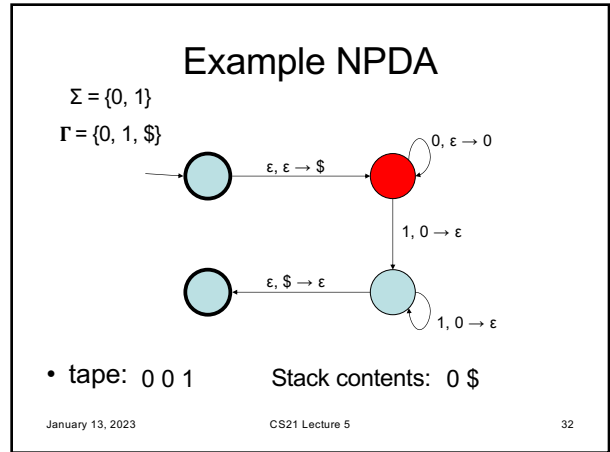 Example NPDA
Σ = {0, 1}
Γ = {0, 1, $}
0, ε → 0
ε, ε → $
1, 0 → ε
ε, $ → ε
1, 0 → ε
• tape: 0 0 1 Stack contents: 0 $
January 13, 2023 CS21 Lecture 5 32